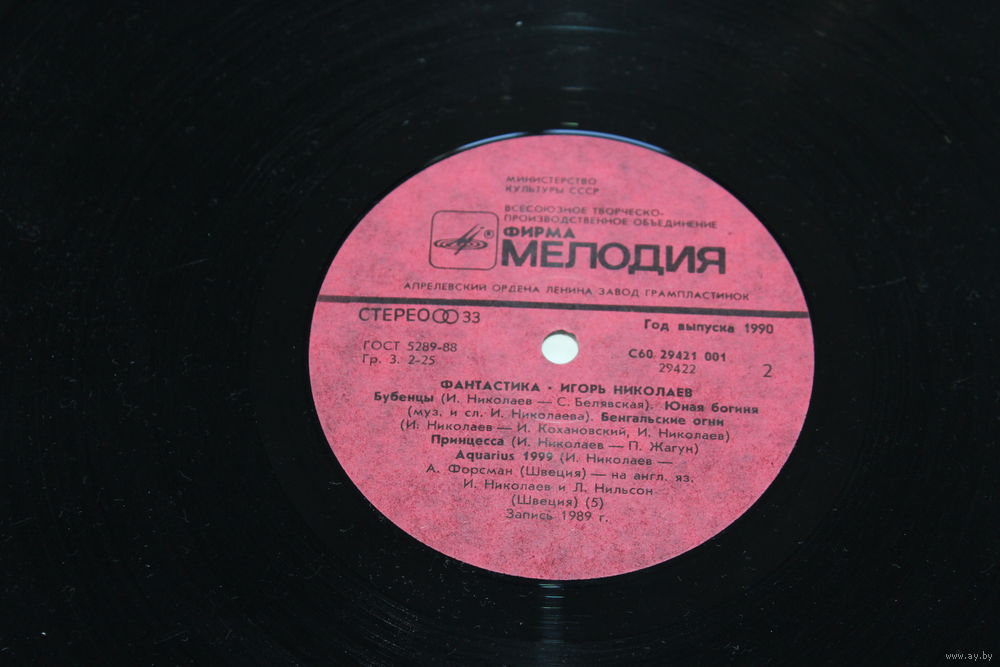 МИНИСТЕРСТВО
КУЛЬТУРЫ СССР
ВСЕСОЮЗНОЕ ТВОРЧЕСКО-
ПРОИЗВОДСТВЕННОЕ ОБЪЕДИНЕНИЕ
®
ФИРМА
МЕЛОДИЯ
АПРЕЛЕВСКИЙ ОРДЕНА ЛЕНИНА ЗАВОД ГРАМПЛАСТИНОК
СТЕРЕО 33
Год выпуска 1990
ГОСТ 5289-88
Гр. 3. 2-25
С60 29421 001
29422
2
ФАНТАСТИКА · ИГОРЬ НИКОЛАЕВ
Бубенцы (И. Николаев — С. Белявская). Юная богиня
(муз. и сл. И. Николаева). Бенгальские огни
(И. Николаев — И. Кохановский, И. Николаев)
Принцесса (И. Николаев — П. Жагун)
Aquarius 1999 (И. Николаев —
А. Форсман (Швеция) — на англ. яз.
И. Николаев и Л. Нильсон
(Швеция) (5)
Запись 1989 г.
www.ay.by